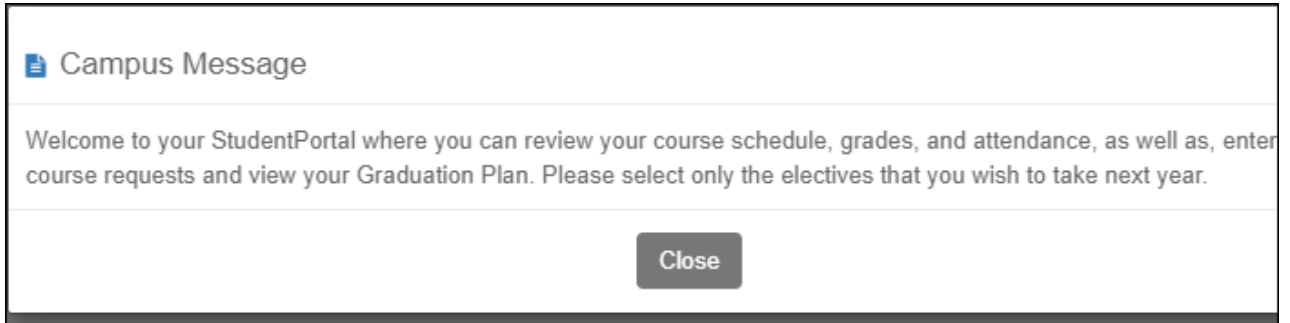 Campus Message
Welcome to your StudentPortal where you can review your course schedule, grades, and attendance, as well as, enter
course requests and view your Graduation Plan. Please select only the electives that you wish to take next year.
Close